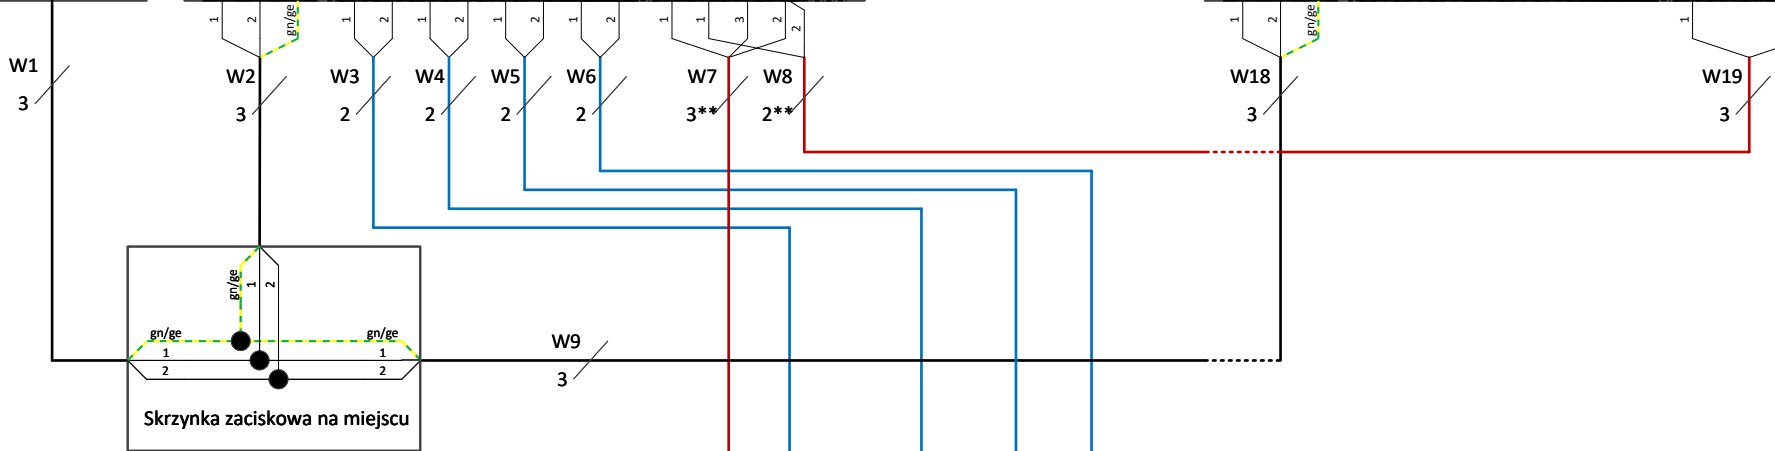 1 2 gn/ge 1 2 1 2 1 2 1 2 1 1 3 2 2 1 2 gn/ge 1
W1 W2 W3 W4 W5 W6 W7 W8 W18 W19
3 3 2 2 2 2 3** 2** 3 3
gn/ge 1 2
gn/ge gn/ge
1 1
2 2
W9
3
Skrzynka zaciskowa na miejscu